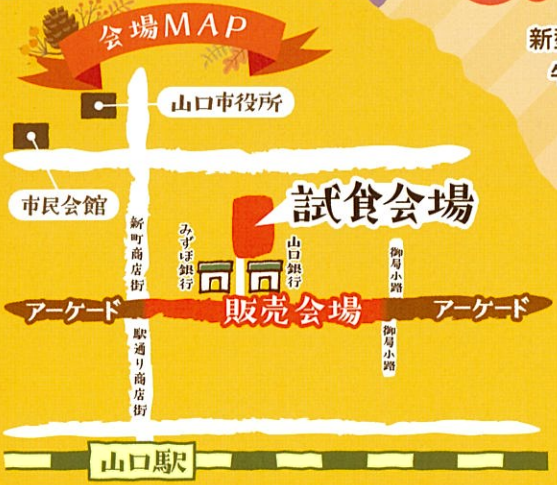 会場MAP
新
山口市役所
市民会館
試食会場
新町商店街
みずほ銀行
山口銀行
御局小路
アーケード
販売会場
アーケード
駅通り商店街
御局小路
山口駅